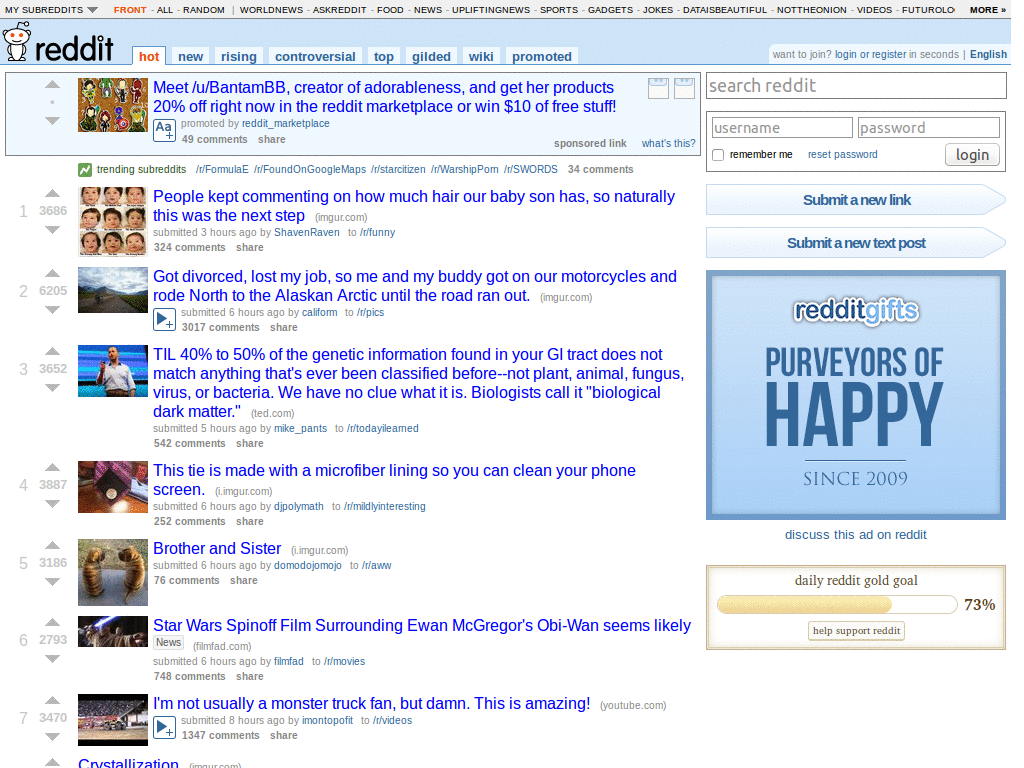 MY SUBREDDITS FRONT - ALL - RANDOM | WORLDNEWS - ASKREDDIT - FOOD - NEWS - UPLIFTINGNEWS - SPORTS - GADGETS - JOKES - DATAISBEAUTIFUL - NOTTHEONION - VIDEOS - FUTUROLO MORE »
reddit hot new rising controversial top gilded wiki promoted
want to join? login or register in seconds | English
Meet /u/BantamBB, creator of adorableness, and get her products
20% off right now in the reddit marketplace or win $10 of free stuff!
Aa
promoted by reddit_marketplace
49 comments share
sponsored link what's this?
trending subreddits /r/FormulaE /r/FoundOnGoogleMaps /r/starcitizen /r/WarshipPorn /r/SWORDS 34 comments
1 3686
People kept commenting on how much hair our baby son has, so naturally
this was the next step (imgur.com)
submitted 3 hours ago by ShavenRaven to /r/funny
324 comments share
2 6205
Got divorced, lost my job, so me and my buddy got on our motorcycles and
rode North to the Alaskan Arctic until the road ran out. (imgur.com)
submitted 6 hours ago by caliform to /r/pics
3017 comments share
3 3652
TIL 40% to 50% of the genetic information found in your GI tract does not
match anything that's ever been classified before--not plant, animal, fungus,
virus, or bacteria. We have no clue what it is. Biologists call it "biological
dark matter." (ted.com)
submitted 5 hours ago by mike_pants to /r/todayilearned
542 comments share
4 3887
This tie is made with a microfiber lining so you can clean your phone
screen. (i.imgur.com)
submitted 6 hours ago by djpolymath to /r/mildlyinteresting
252 comments share
5 3186
Brother and Sister (i.imgur.com)
submitted 6 hours ago by domodojomojo to /r/aww
76 comments share
6 2793
Star Wars Spinoff Film Surrounding Ewan McGregor's Obi-Wan seems likely
News (filmfad.com)
submitted 6 hours ago by filmfad to /r/movies
748 comments share
7 3470
I'm not usually a monster truck fan, but damn. This is amazing! (youtube.com)
submitted 8 hours ago by imontopofit to /r/videos
1347 comments share
Crystallization (imgur.com)
search reddit
username password
remember me reset password login
Submit a new link
Submit a new text post
redditgifts
PURVEYORS OF
HAPPY
SINCE 2009
discuss this ad on reddit
daily reddit gold goal
73%
help support reddit